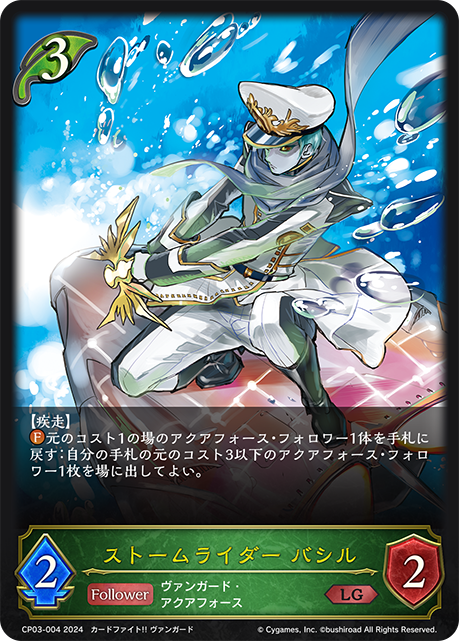 3
【疾走】
F 元のコスト1の場のアクアフォース・フォロワー1体を手札に
戻す:自分の手札の元のコスト3以下のアクアフォース・フォロ
ワー1枚を場に出してよい。
ストームライダー バシル
2
Follower
ヴァンガード・
アクアフォース
LG
2
CP03-004 2024 カードファイト!! ヴァンガード
© Cygames, Inc. ©bushiroad All Rights Reserved.